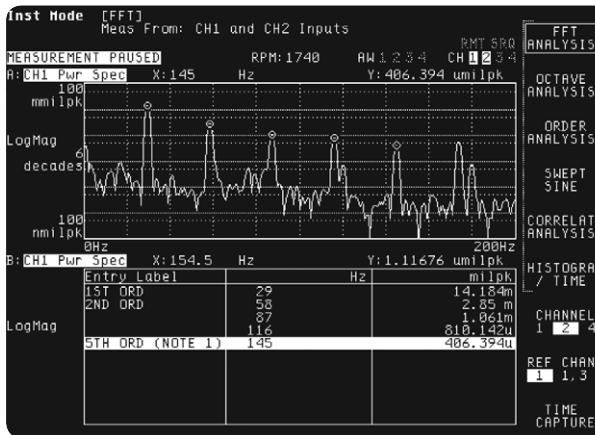 Inst Mode [FFT]
Meas From: CH1 and CH2 Inputs
RMT SRQ
MEASUREMENT PAUSED RPM:1740 AW 1 2 3 4 CH 1 2 3 4
A: CH1 Pwr Spec X:145 Hz Y:406.394 umilpk
100
mmilpk
LogMag
6
decades
100
nmilpk
0Hz 200Hz
B: CH1 Pwr Spec X:154.5 Hz Y:1.11676 umilpk
Entry Label Hz milpk
1ST ORD 29 14.184m
2ND ORD 58 2.85 m
87 1.061m
116 810.142u
5TH ORD (NOTE 1) 145 406.394u
LogMag
FFT
ANALYSIS
OCTAVE
ANALYSIS
ORDER
ANALYSIS
SWEPT
SINE
CORRELAT
ANALYSIS
HISTOGRA
/ TIME
CHANNEL
1 2 4
REF CHAN
1 1,3
TIME
CAPTURE